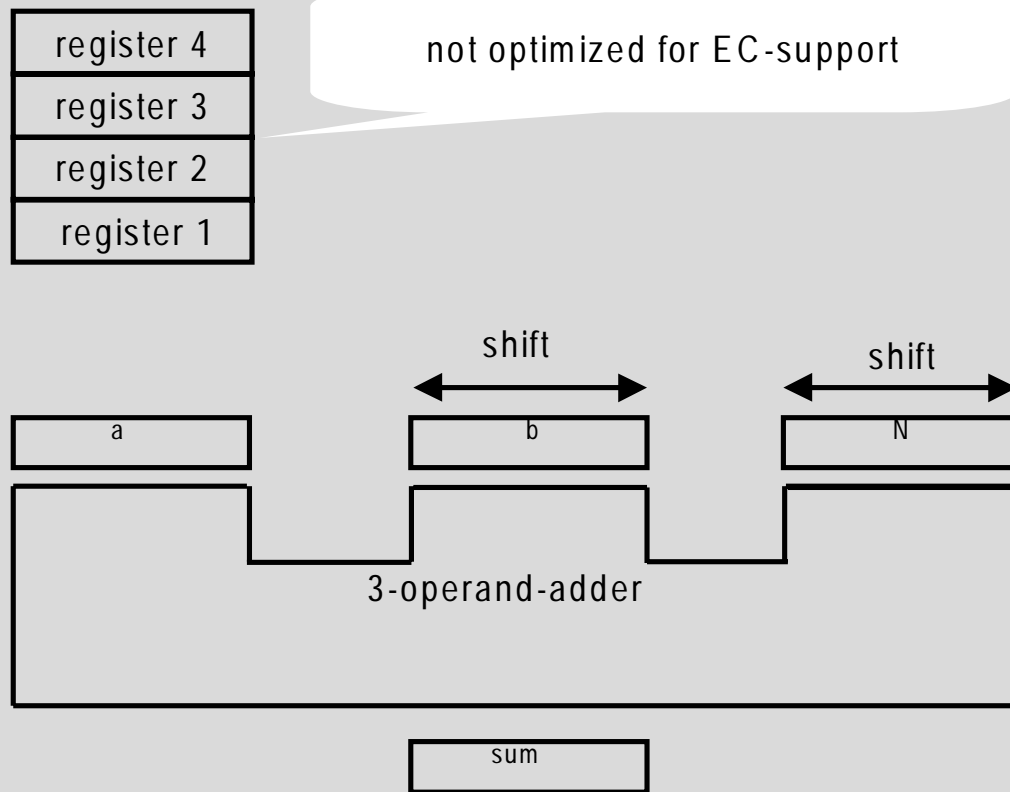 register 4
not optimized for EC-support
register 3
register 2
register 1
shift
shift
a
b
N
3-operand-adder
sum